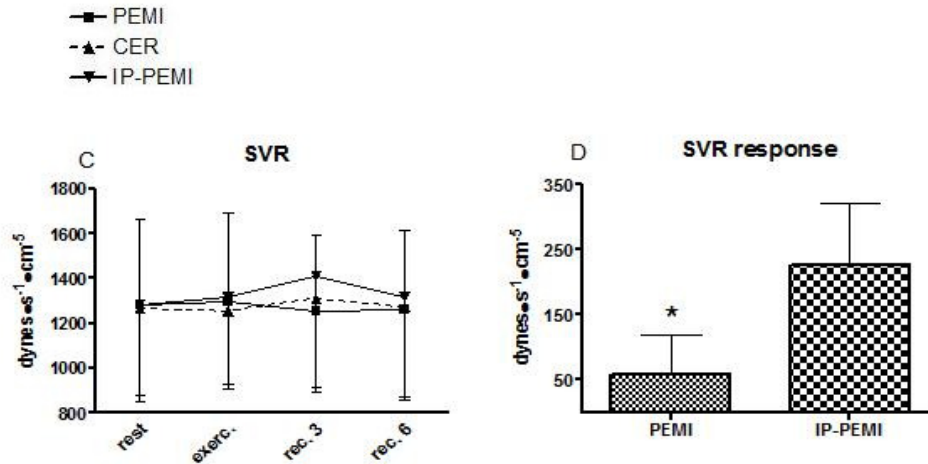 PEMI
CER
IP-PEMI
C
SVR
1800
1600
1400
1200
1000
800
dynes●s⁻¹●cm⁻⁵
rest
exerc.
rec. 3
rec. 6
D
SVR response
350
250
150
50
dynes●s⁻¹●cm⁻⁵
*
PEMI
IP-PEMI